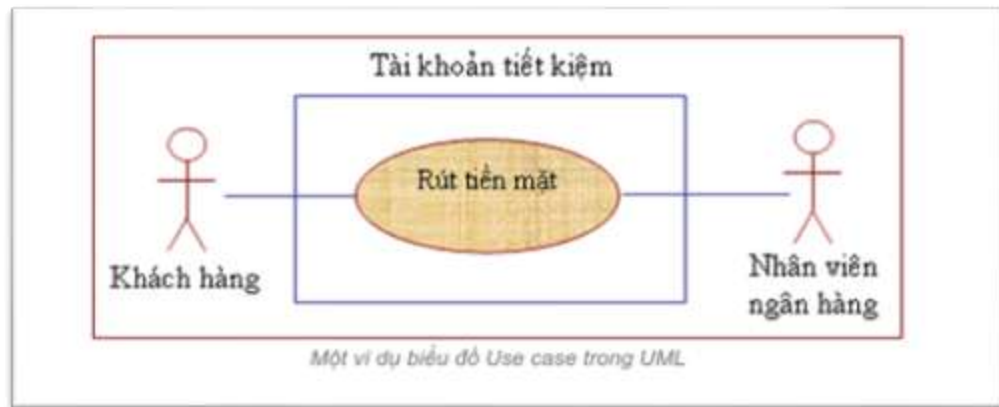 Tài khoản tiết kiệm
Rút tiền mặt
Khách hàng
Nhân viên
ngân hàng
Một ví dụ biểu đồ Use case trong UML